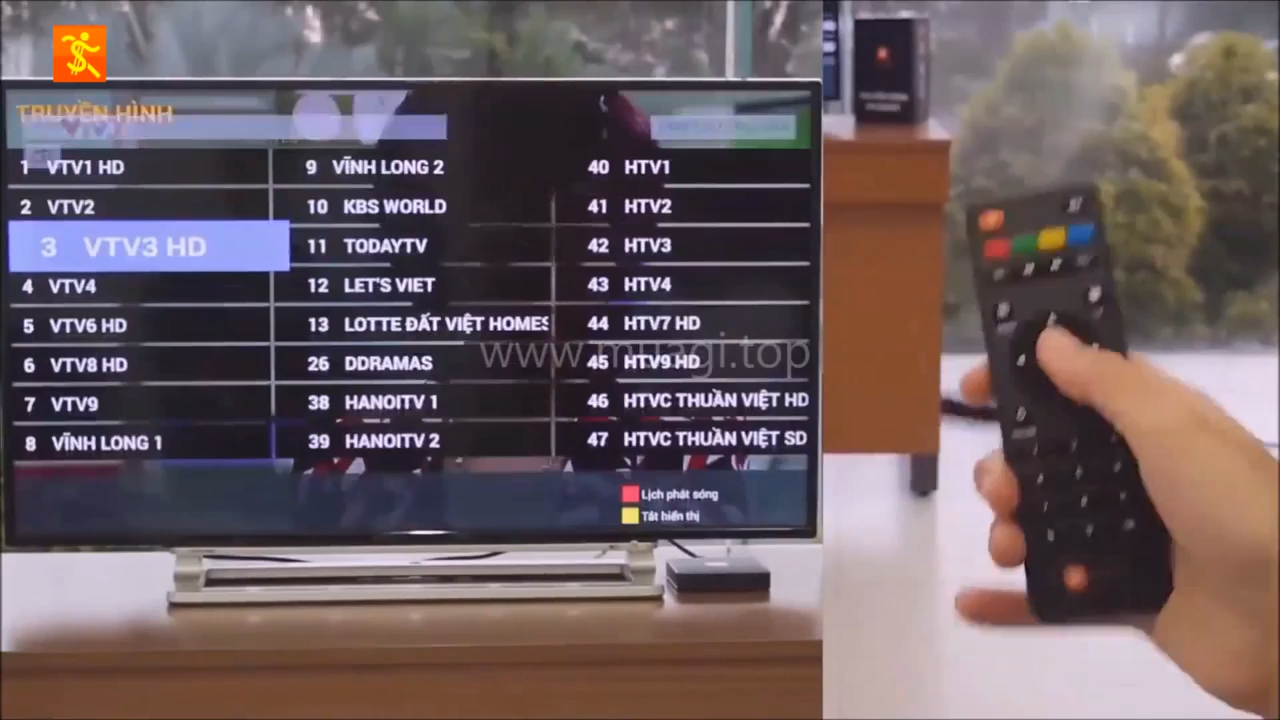 TRUYỀN HÌNH
1 VTV1 HD
2 VTV2
3 VTV3 HD
4 VTV4
5 VTV6 HD
6 VTV8 HD
7 VTV9
8 VĨNH LONG 1
9 VĨNH LONG 2
10 KBS WORLD
11 TODAYTV
12 LET'S VIET
13 LOTTE ĐẤT VIỆT HOMES
26 DDRAMAS
38 HANOITV 1
39 HANOITV 2
40 HTV1
41 HTV2
42 HTV3
43 HTV4
44 HTV7 HD
45 HTV9 HD
46 HTVC THUẦN VIỆT HD
47 HTVC THUẦN VIỆT SD
Lịch phát sóng
Tắt hiển thị
www.muagi.top